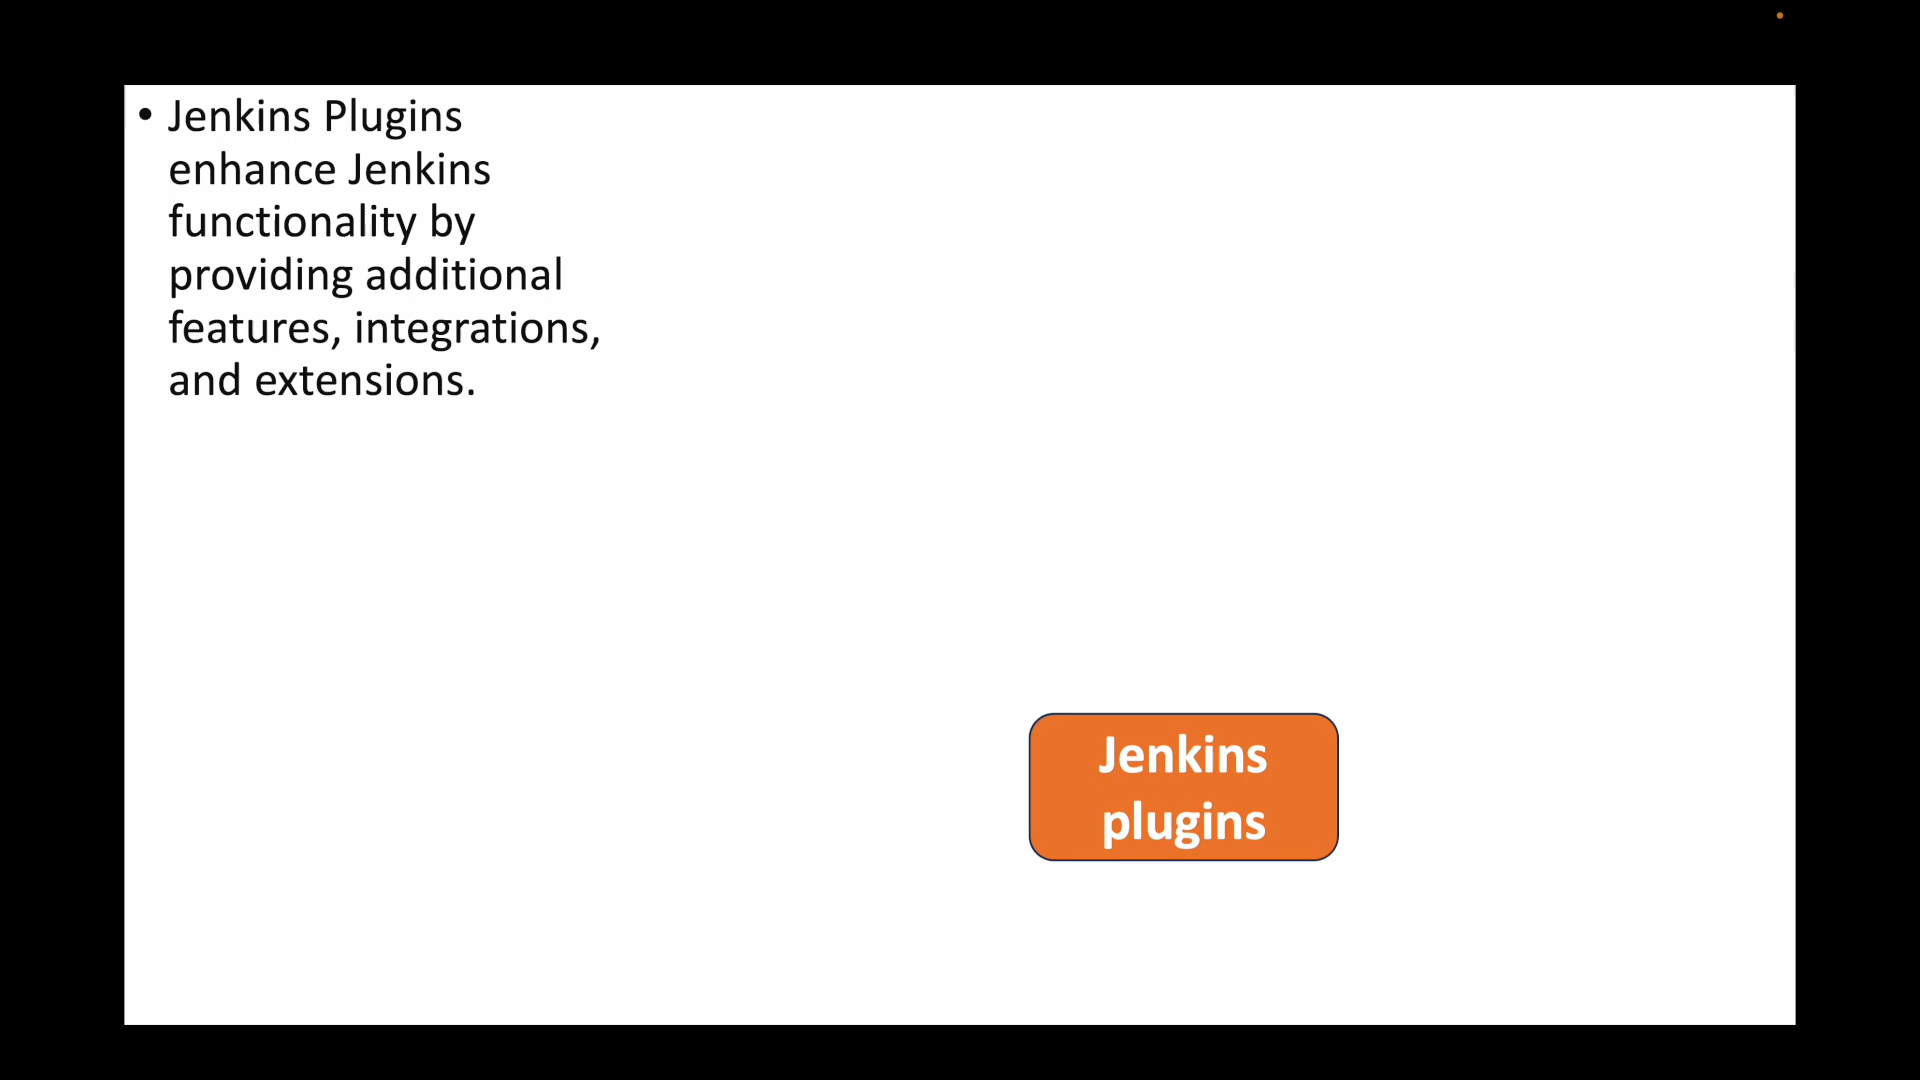 • Jenkins Plugins
enhance Jenkins
functionality by
providing additional
features, integrations,
and extensions.
Jenkins
plugins